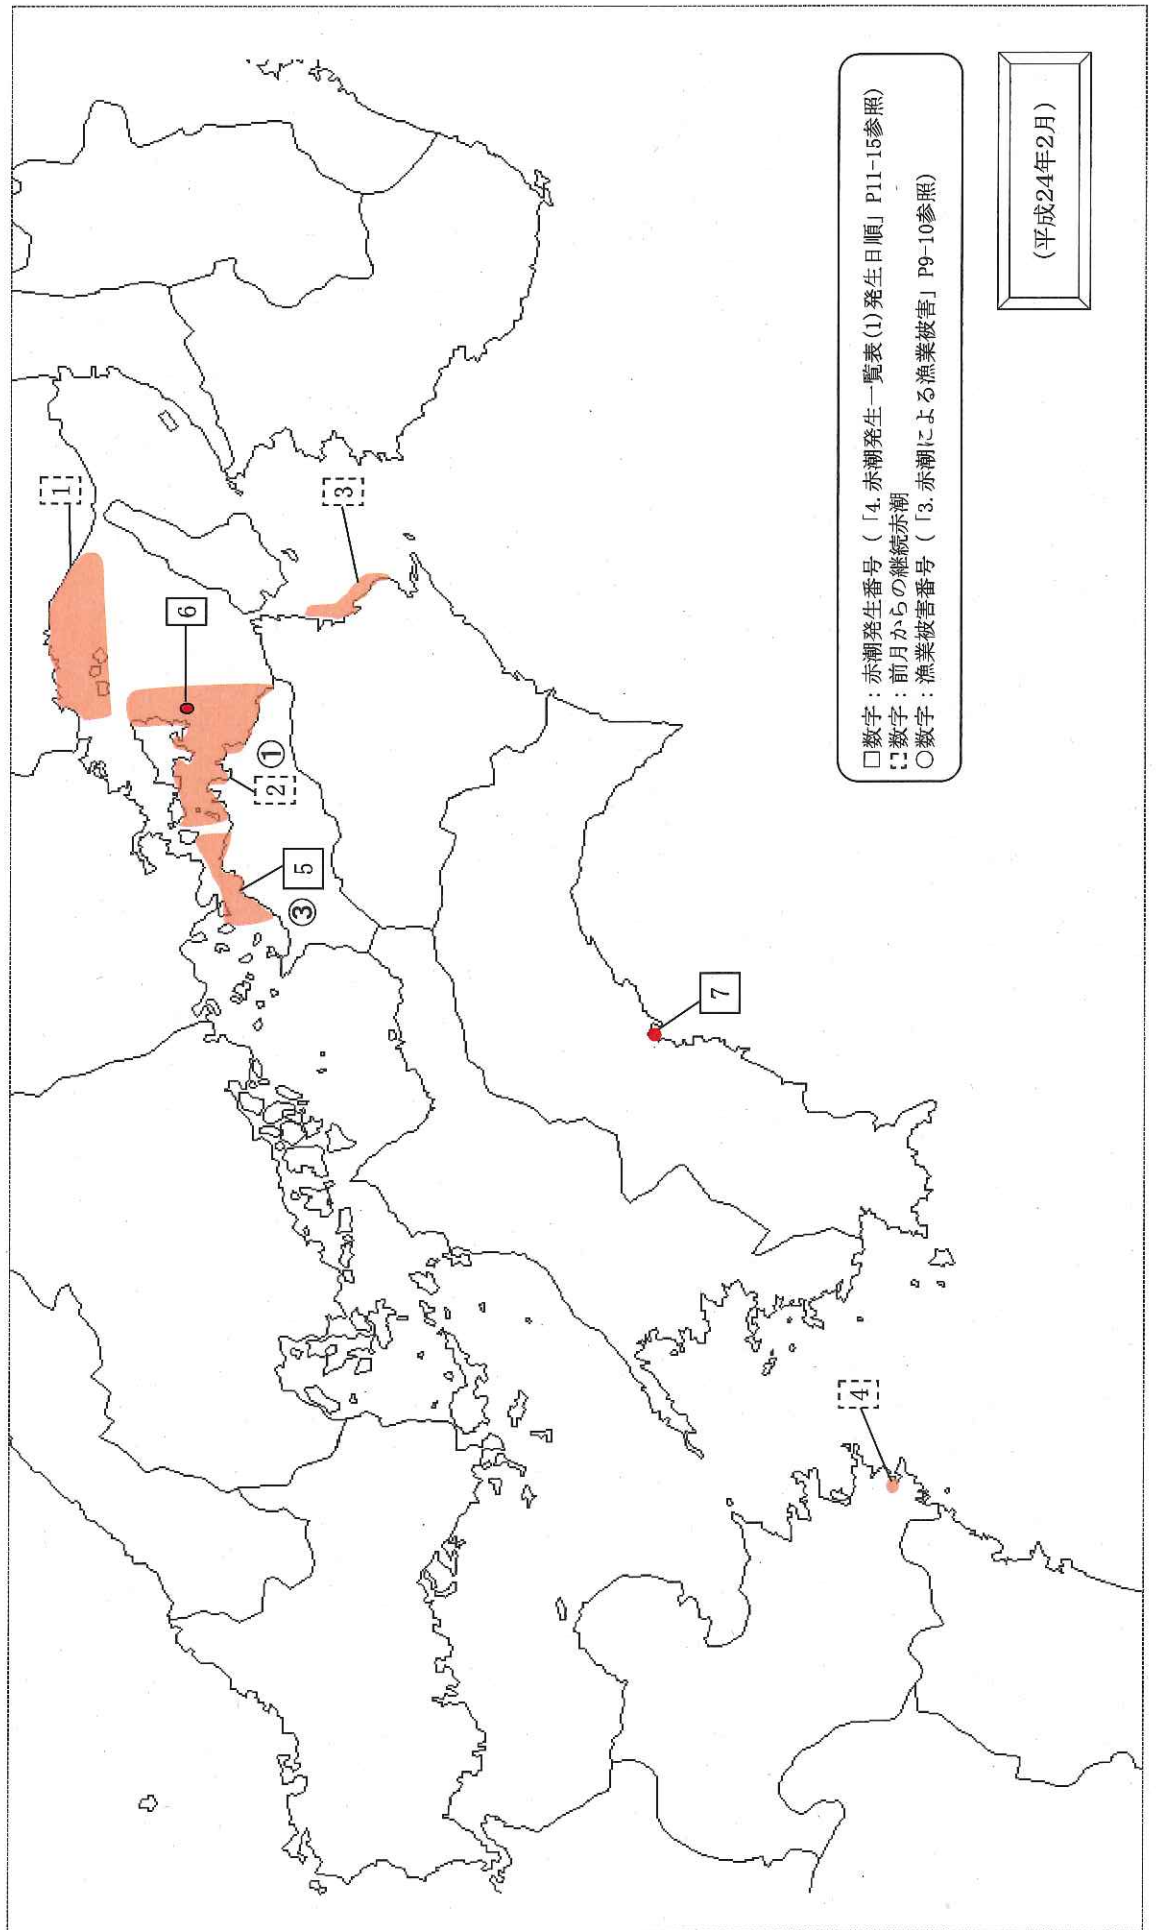 (平成24年2月)
□数字：赤潮発生番号（「4. 赤潮発生一覧表(1)発生日順」P11-15参照)
数字：前月からの継続赤潮
○数字：漁業被害番号（「3. 赤潮による漁業被害」P9-10参照)
1
6
3
①
2
5
③
7
4